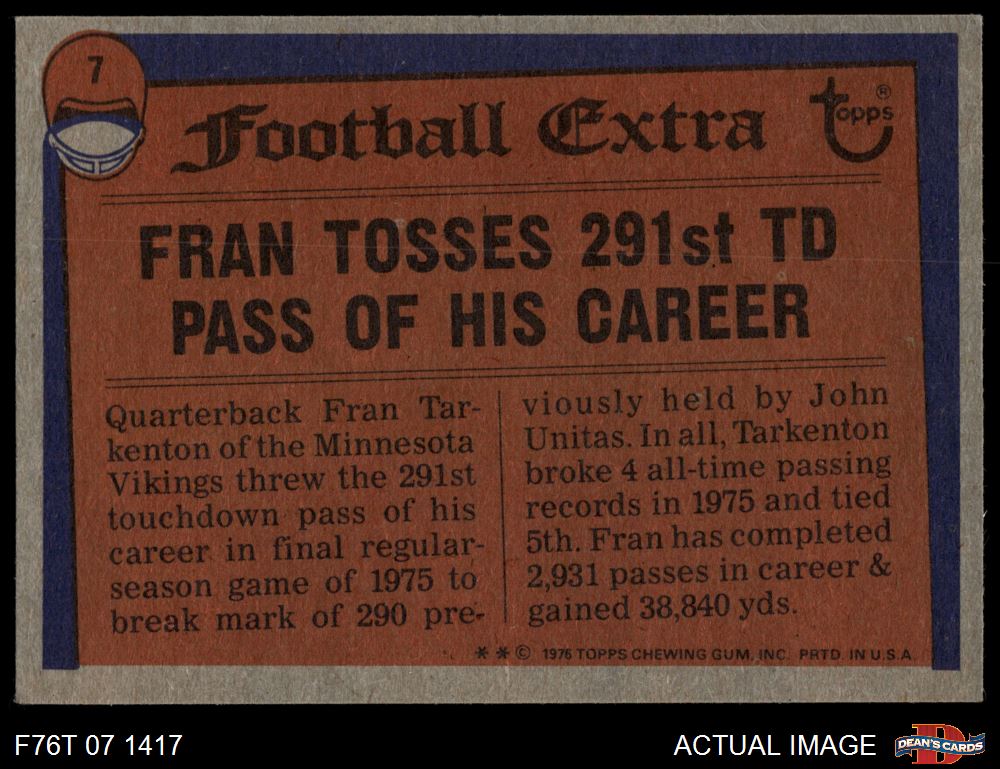 7
Football Extra
topps®
FRAN TOSSES 291st TD
PASS OF HIS CAREER
Quarterback Fran Tar-
kenton of the Minnesota
Vikings threw the 291st
touchdown pass of his
career in final regular-
season game of 1975 to
break mark of 290 pre-
viously held by John
Unitas. In all, Tarkenton
broke 4 all-time passing
records in 1975 and tied
5th. Fran has completed
2,931 passes in career &
gained 38,840 yds.
* * © 1976 TOPPS CHEWING GUM, INC. PRTD. IN U.S.A.
F76T 07 1417
ACTUAL IMAGE
DEAN'S CARDS